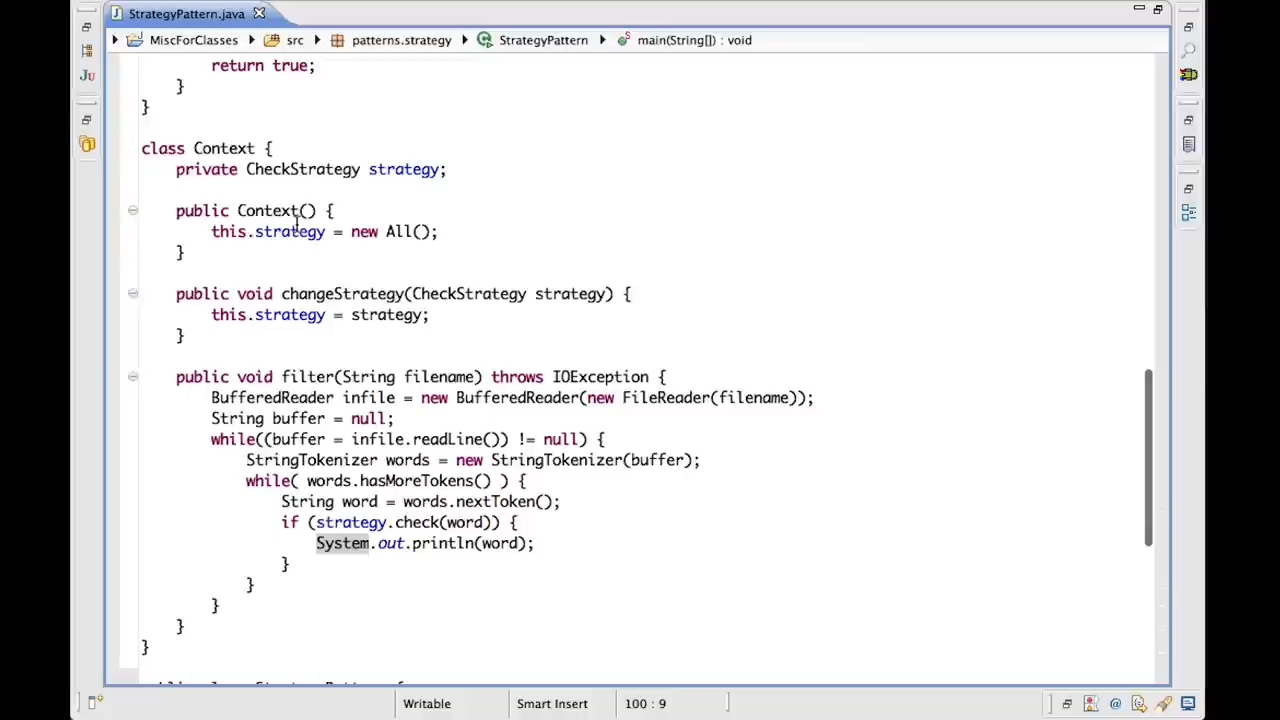 StrategyPattern.java
MiscForClasses src patterns.strategy StrategyPattern main(String[]) : void
return true;
}
}
class Context {
private CheckStrategy strategy;
public Context() {
this.strategy = new All();
}
public void changeStrategy(CheckStrategy strategy) {
this.strategy = strategy;
}
public void filter(String filename) throws IOException {
BufferedReader infile = new BufferedReader(new FileReader(filename));
String buffer = null;
while((buffer = infile.readLine()) != null) {
StringTokenizer words = new StringTokenizer(buffer);
while( words.hasMoreTokens() ) {
String word = words.nextToken();
if (strategy.check(word)) {
System.out.println(word);
}
}
}
}
}
Writable Smart Insert 100 : 9